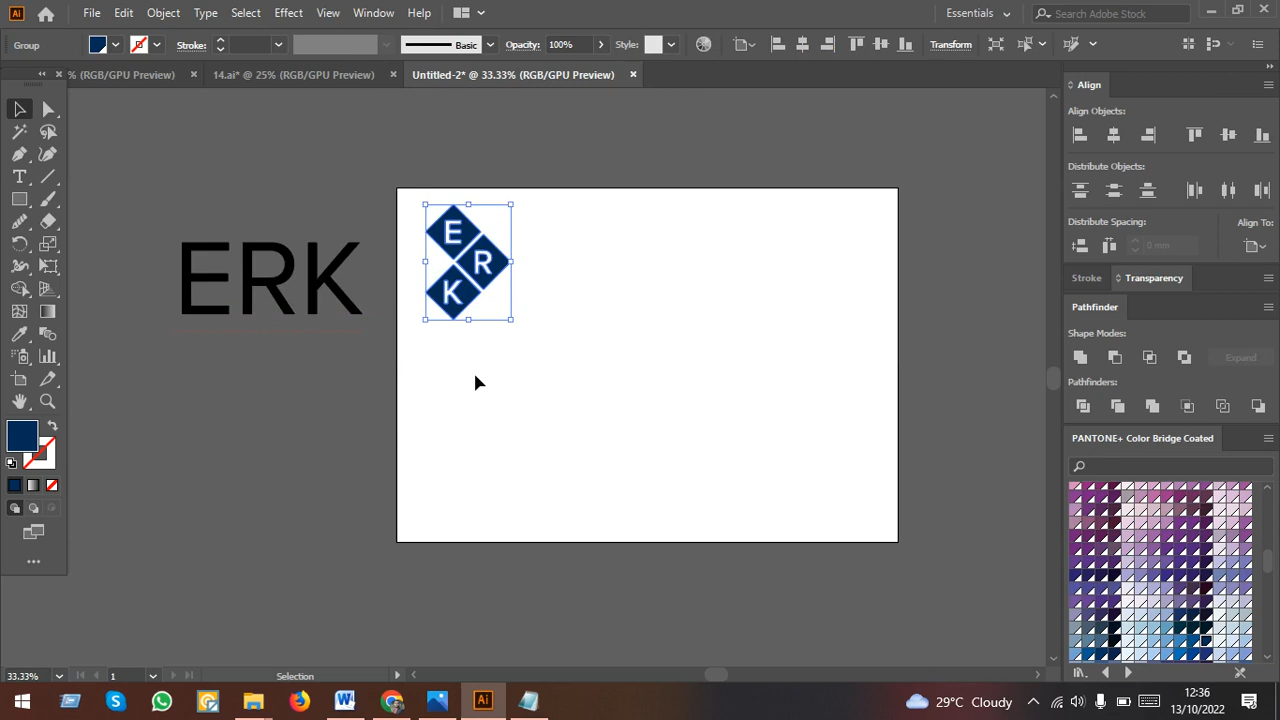 Ai File Edit Object Type Select Effect View Window Help Essentials Search Adobe Stock
Group Stroke: Basic Opacity: 100% Style: Transform
% (RGB/GPU Preview) 14.ai* @ 25% (RGB/GPU Preview) Untitled-2* @ 33.33% (RGB/GPU Preview)
Align
Align Objects:
Distribute Objects:
Distribute Spacing: Align To:
0 mm
Stroke Transparency
Pathfinder
Shape Modes:
Expand
Pathfinders:
PANTONE+ Color Bridge Coated
ERK
E
R
K
33.33% 1 Selection
29°C Cloudy
12:36
13/10/2022